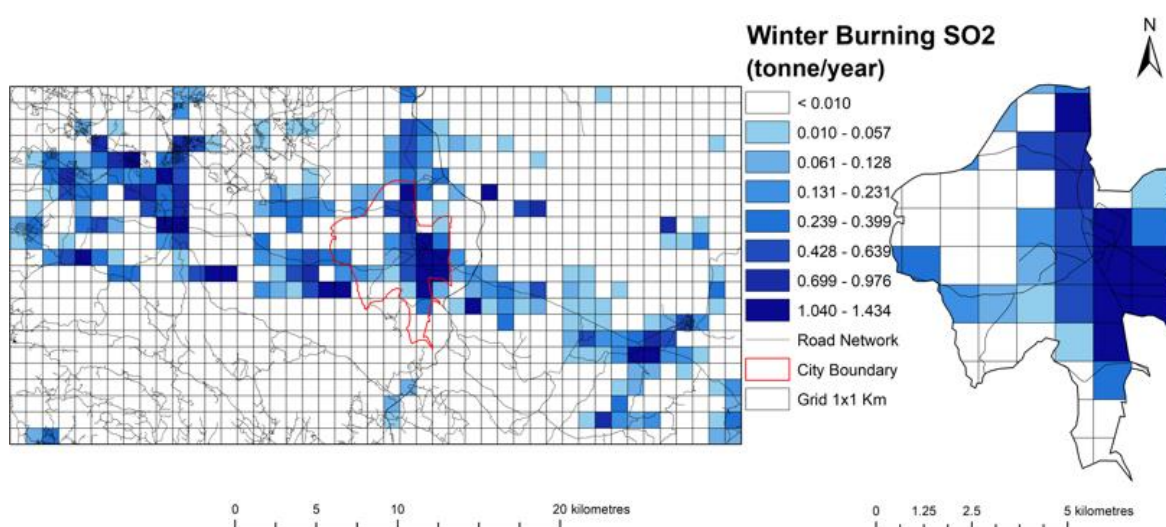 Winter Burning SO2
(tonne/year)
< 0.010
0.010 - 0.057
0.061 - 0.128
0.131 - 0.231
0.239 - 0.399
0.428 - 0.639
0.699 - 0.976
1.040 - 1.434
Road Network
City Boundary
Grid 1x1 Km
N
0 5 10 20 kilometres
0 1.25 2.5 5 kilometres